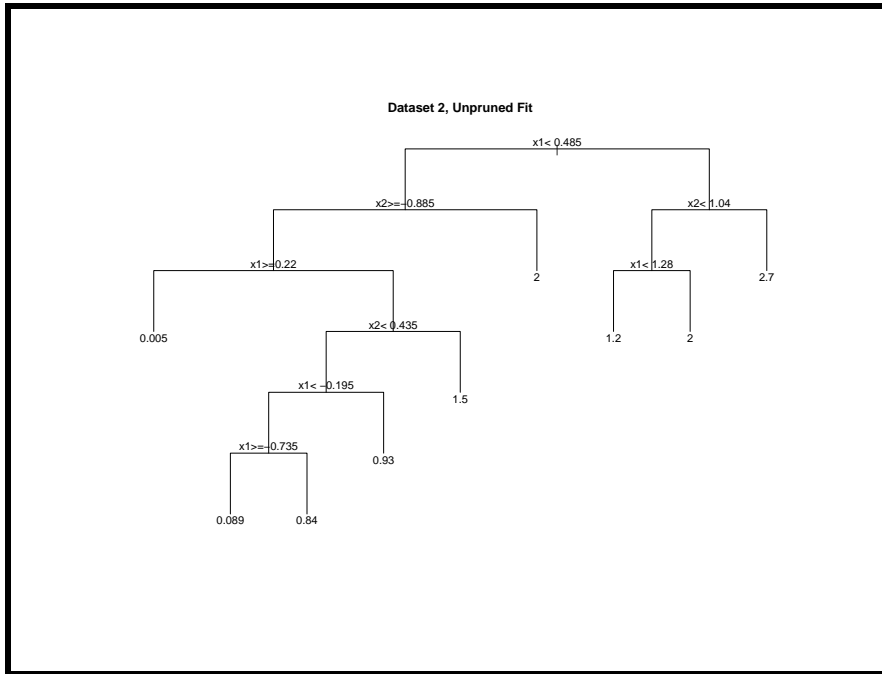 Dataset 2, Unpruned Fit
x1< 0.485
x2>=−0.885
x2< 1.04
x1>=0.22
2
x1< 1.28
2.7
0.005
x2< 0.435
1.2
2
x1< −0.195
1.5
x1>=−0.735
0.93
0.089
0.84